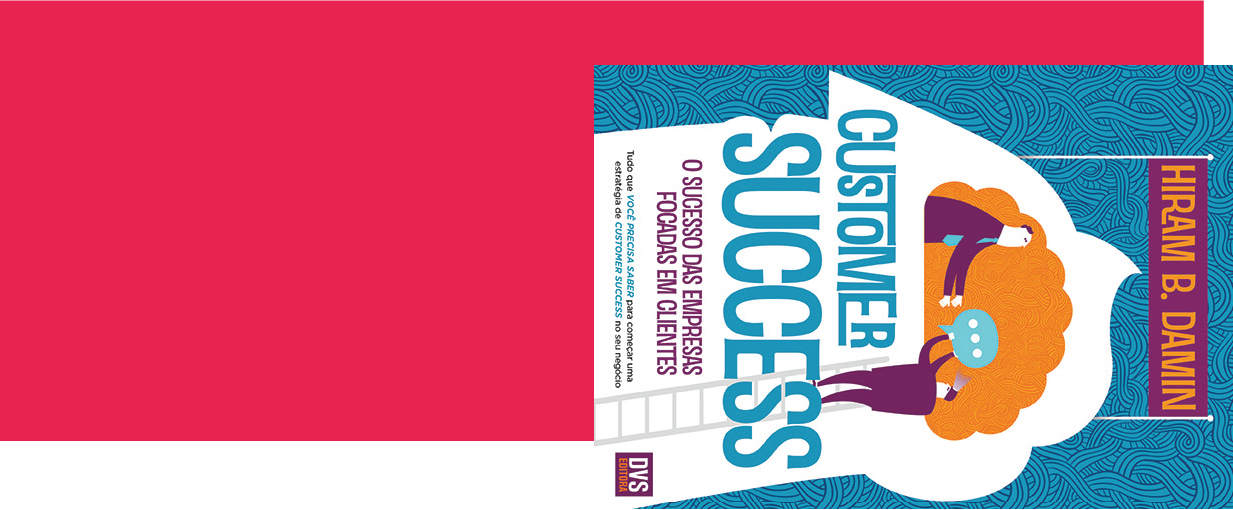 HIRAM B. DAMIN
CUSTOMER
SUCCESS
O SUCESSO DAS EMPRESAS
FOCADAS EM CLIENTES
Tudo que VOCÊ PRECISA SABER para começar uma
estratégia de CUSTOMER SUCCESS no seu negócio
DVS
EDITORA